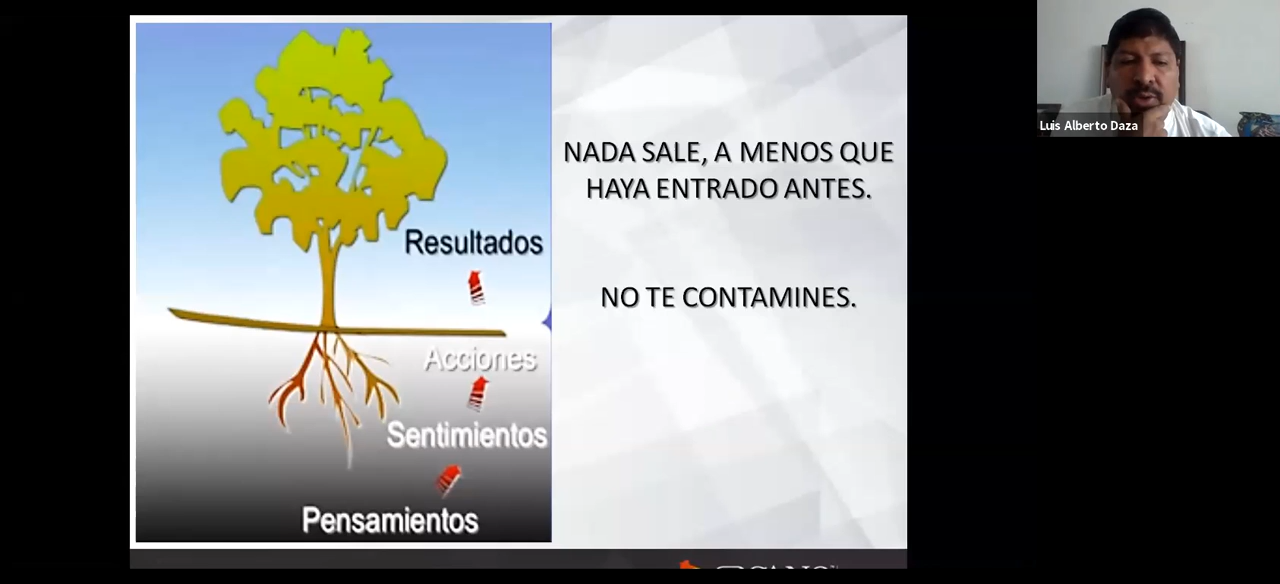 Resultados
Acciones
Sentimientos
Pensamientos
NADA SALE, A MENOS QUE
HAYA ENTRADO ANTES.
NO TE CONTAMINES.
Luis Alberto Daza